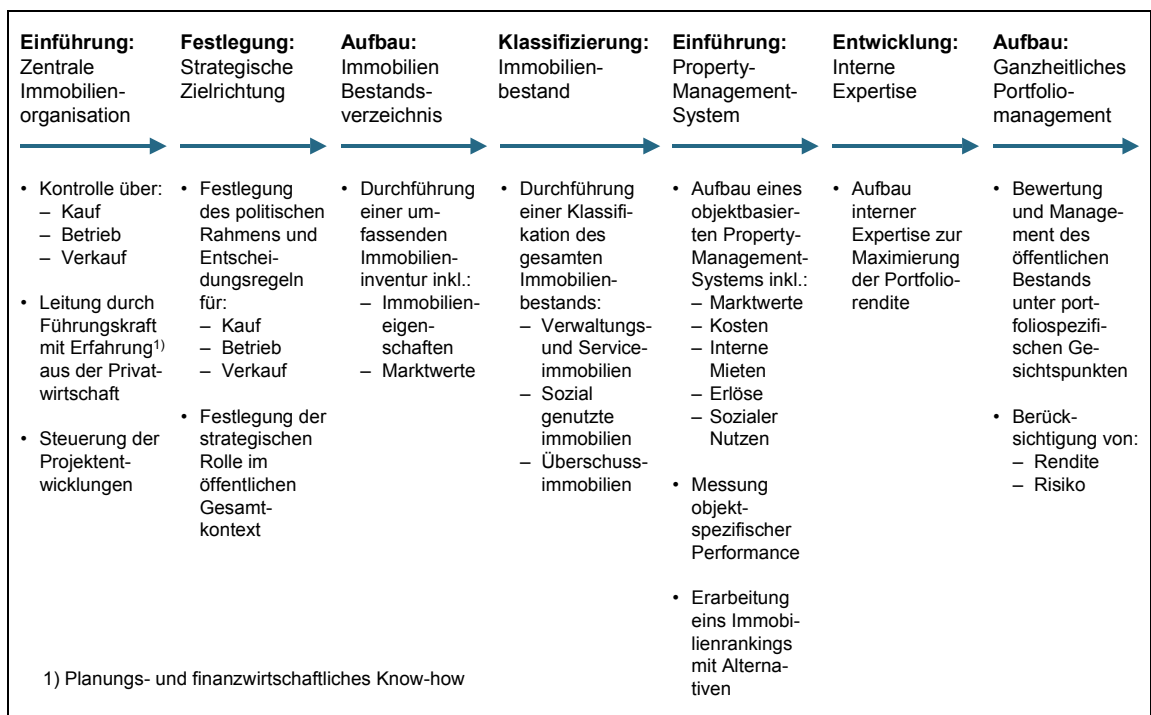 Einführung:
Zentrale
Immobilien-
organisation
• Kontrolle über:
– Kauf
– Betrieb
– Verkauf
• Leitung durch
Führungskraft
mit Erfahrung1)
aus der Privat-
wirtschaft
• Steuerung der
Projektent-
wicklungen
Festlegung:
Strategische
Zielrichtung
• Festlegung
des politischen
Rahmens und
Entschei-
dungsregeln
für:
– Kauf
– Betrieb
– Verkauf
• Festlegung der
strategischen
Rolle im
öffentlichen
Gesamt-
kontext
Aufbau:
Immobilien
Bestands-
verzeichnis
• Durchführung
einer um-
fassenden
Immobilien-
inventur inkl.:
– Immobilien-
eigen-
schaften
– Marktwerte
Klassifizierung:
Immobilien-
bestand
• Durchführung
einer Klassifi-
kation des
gesamten
Immobilien-
bestands:
– Verwaltungs-
und Service-
immobilien
– Sozial
genutzte
immobilien
– Überschuss-
immobilien
Einführung:
Property-
Management-
System
• Aufbau eines
objektbasier-
ten Property-
Management-
Systems inkl.:
– Marktwerte
– Kosten
– Interne
Mieten
– Erlöse
– Sozialer
Nutzen
• Messung
objekt-
spezifischer
Performance
• Erarbeitung
eins Immobi-
lienrankings
mit Alterna-
tiven
Entwicklung:
Interne
Expertise
• Aufbau
interner
Expertise zur
Maximierung
der Portfolio-
rendite
Aufbau:
Ganzheitliches
Portfolio-
management
• Bewertung
und Manage-
ment des
öffentlichen
Bestands
unter port-
foliospezifi-
schen Ge-
sichtspunkten
• Berück-
sichtigung von:
– Rendite
– Risiko
1) Planungs- und finanzwirtschaftliches Know-how